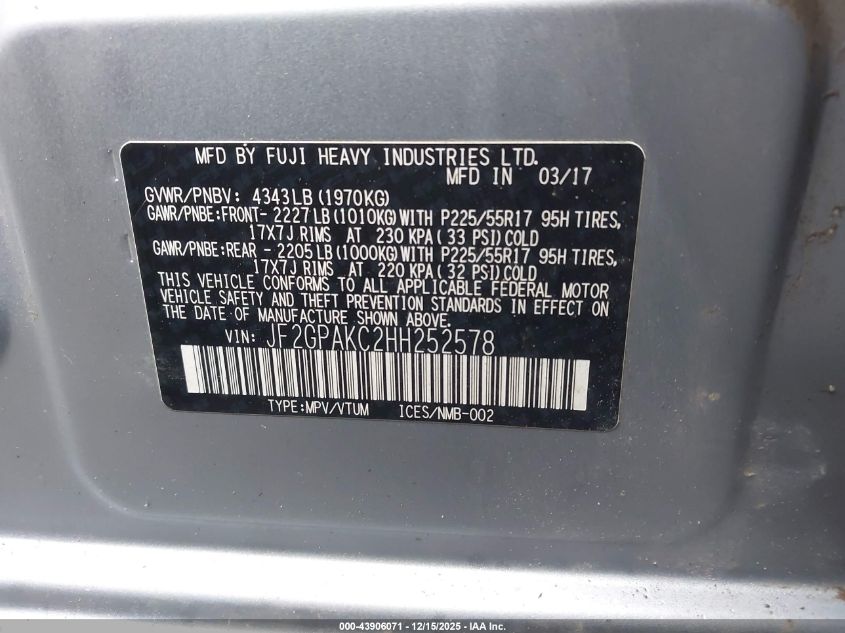 MFD BY FUJI HEAVY INDUSTRIES LTD.
MFD IN 03/17
GVWR/PNBV: 4343LB (1970KG)
GAWR/PNBE:FRONT- 2227LB (1010KG) WITH P225/55R17 95H TIRES,
17X7J RIMS AT 230 KPA ( 33 PSI) COLD
GAWR/PNBE:REAR - 2205LB (1000KG) WITH P225/55R17 95H TIRES,
17X7J RIMS AT 220 KPA ( 32 PSI) COLD
THIS VEHICLE CONFORMS TO ALL APPLICABLE FEDERAL MOTOR
VEHICLE SAFETY AND THEFT PREVENTION STANDARDS IN EFFECT ON
THE DATE OF MANUFACTURE SHOWN ABOVE.
VIN: JF2GPAKC2HH252578
TYPE:MPV/VTUM ICES/NMB-002
000-43906071 - 12/15/2025 - IAA Inc.